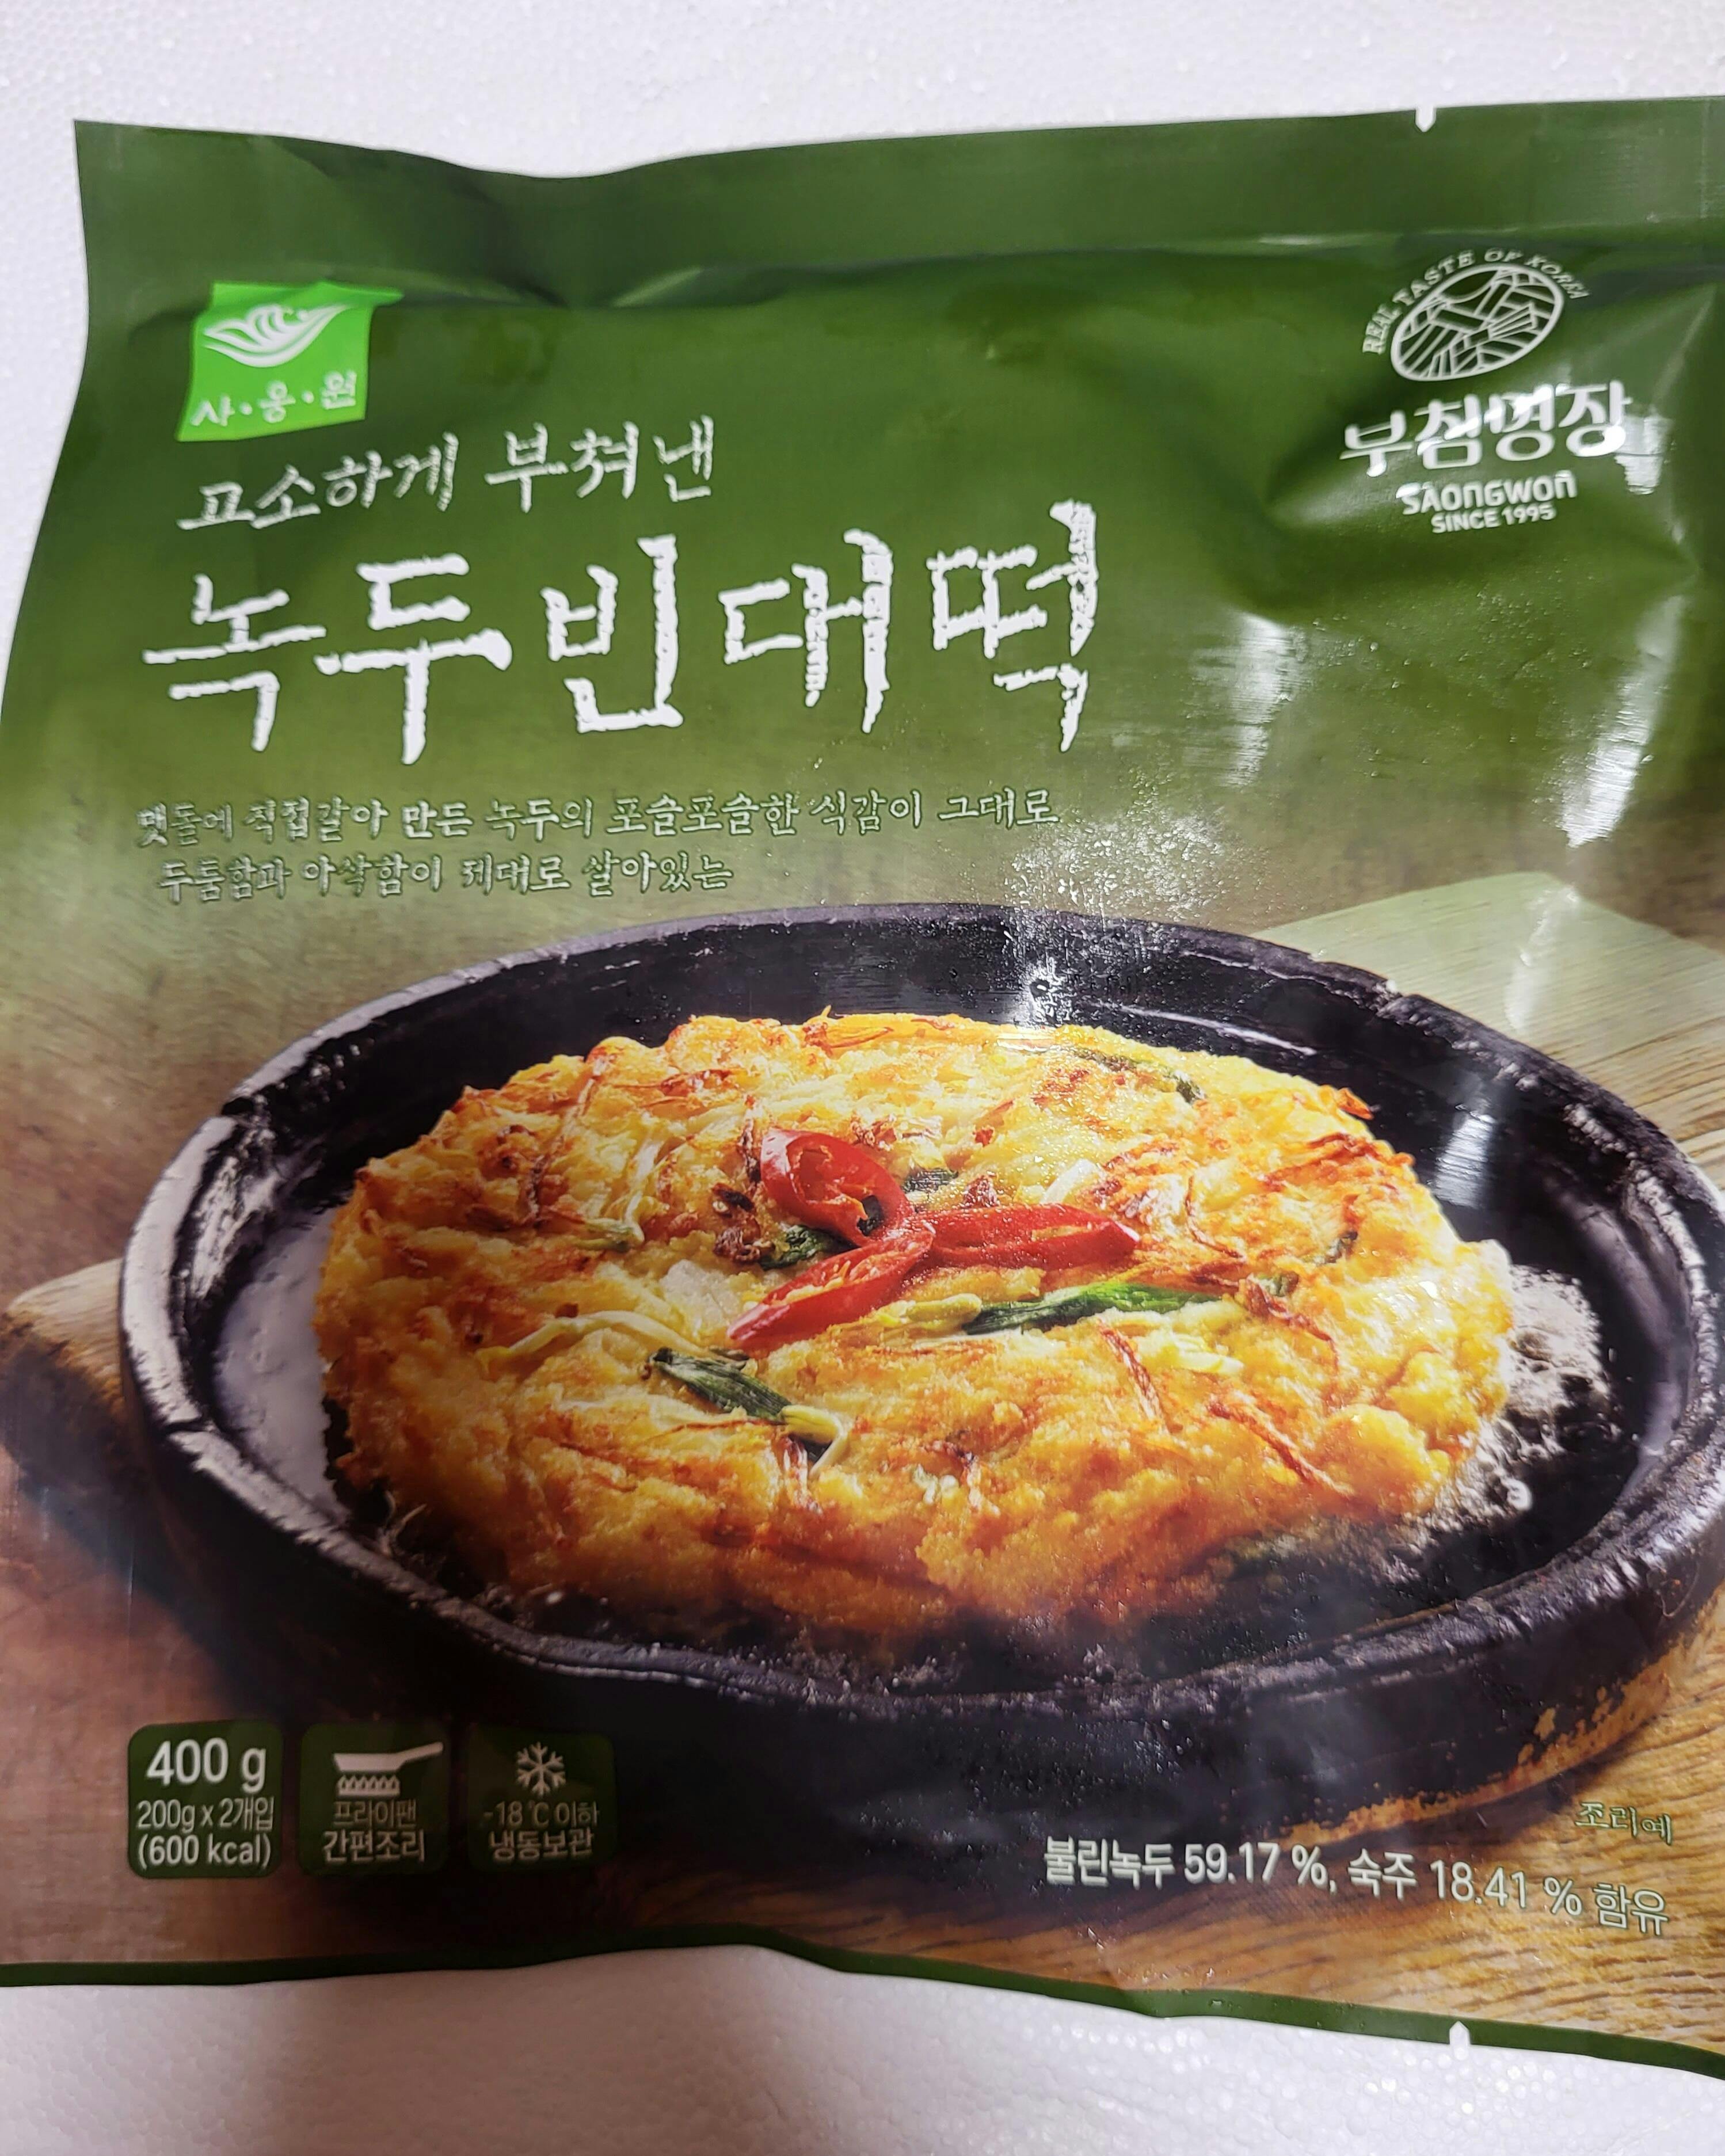 사·옹·원
REAL TASTE OF KOREA
부침명장
SAONGWON
SINCE 1995
고소하게 부쳐낸
녹두빈대떡
맷돌에 직접갈아 만든 녹두의 포슬포슬한 식감이 그대로
두툼함과 아삭함이 제대로 살아있는
400 g
200g x 2개입
(600 kcal)
프라이팬
간편조리
-18 ℃ 이하
냉동보관
조리예
불린녹두 59.17 %, 숙주 18.41 % 함유